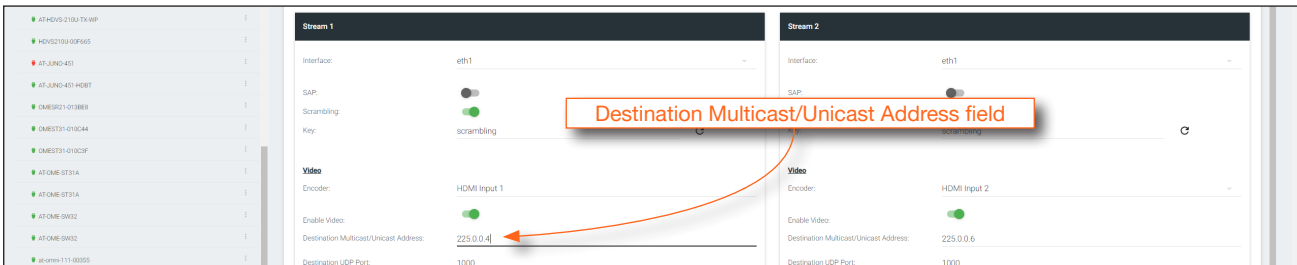 AT-HDVS-210U-TX-WP
HDVS210U-00F665
AT-JUNO-451
AT-JUNO-451-HDBT
OMESR21-013BE8
OMEST31-010C44
OMEST31-010C3F
AT-OME-ST31A
AT-OME-ST31A
AT-OME-SW32
AT-OME-SW32
at-omni-111-00355
Stream 1
Interface: eth1
SAP:
Scrambling:
Key: scrambling
Video
Encoder: HDMI Input 1
Enable Video:
Destination Multicast/Unicast Address: 225.0.0.4
Destination UDP Port: 1000
Stream 2
Interface: eth1
SAP:
scrambling
Video
Encoder: HDMI Input 2
Enable Video:
Destination Multicast/Unicast Address: 225.0.0.6
Destination UDP Port: 1000
Destination Multicast/Unicast Address field